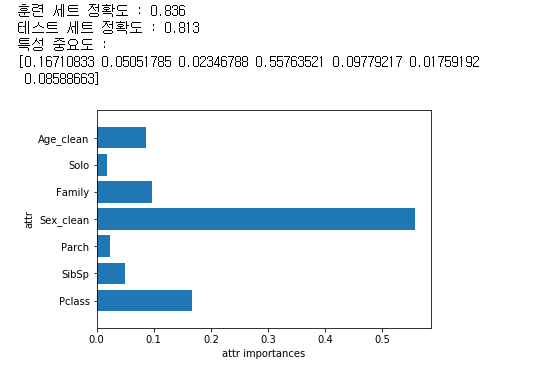 훈련 세트 정확도 : 0.836
테스트 세트 정확도 : 0.813
특성 중요도 :
[0.16710833 0.05051785 0.02346788 0.55763521 0.09779217 0.01759192
0.08588663]
Age_clean
Solo
Family
Sex_clean
Parch
SibSp
Pclass
attr
0.0 0.1 0.2 0.3 0.4 0.5
attr importances